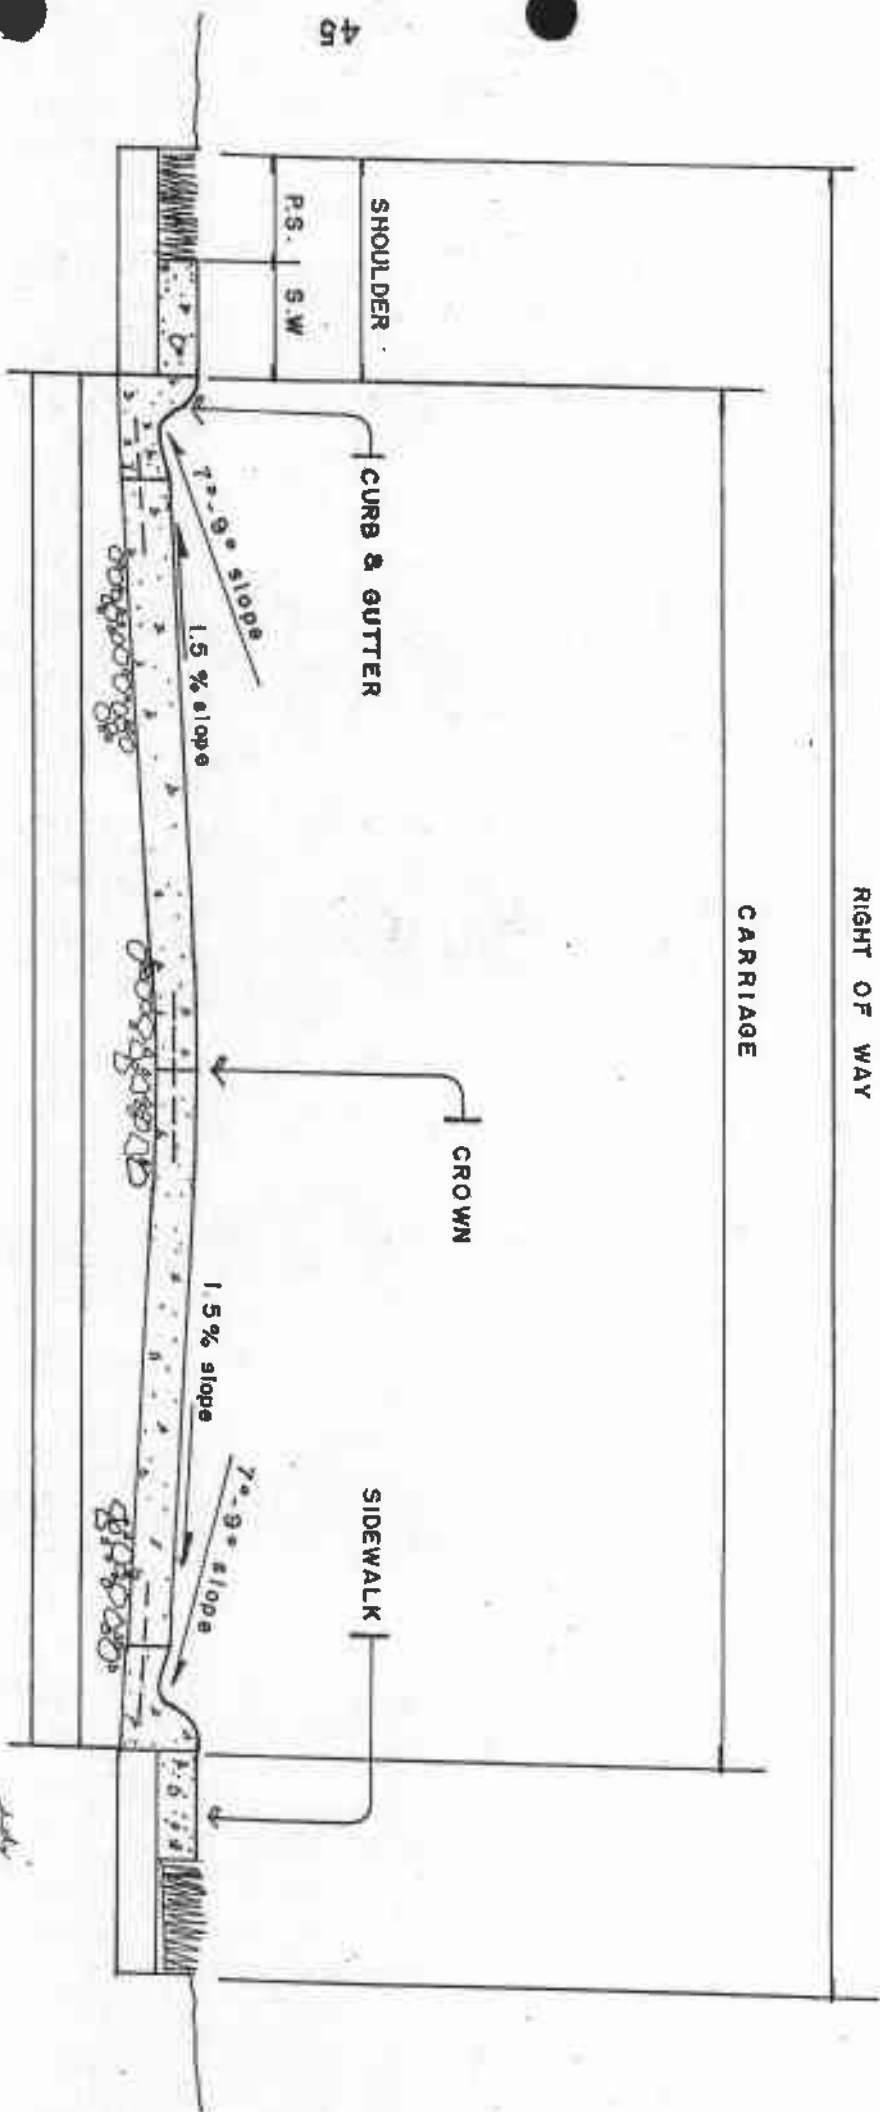 45
RIGHT OF WAY
CARRIAGE
CROWN
SHOULDER
CURB & GUTTER
SIDEWALK
P.S.
S.W
7°-9° slope
7°-9° slope
1.5 % slope
1.5% slope